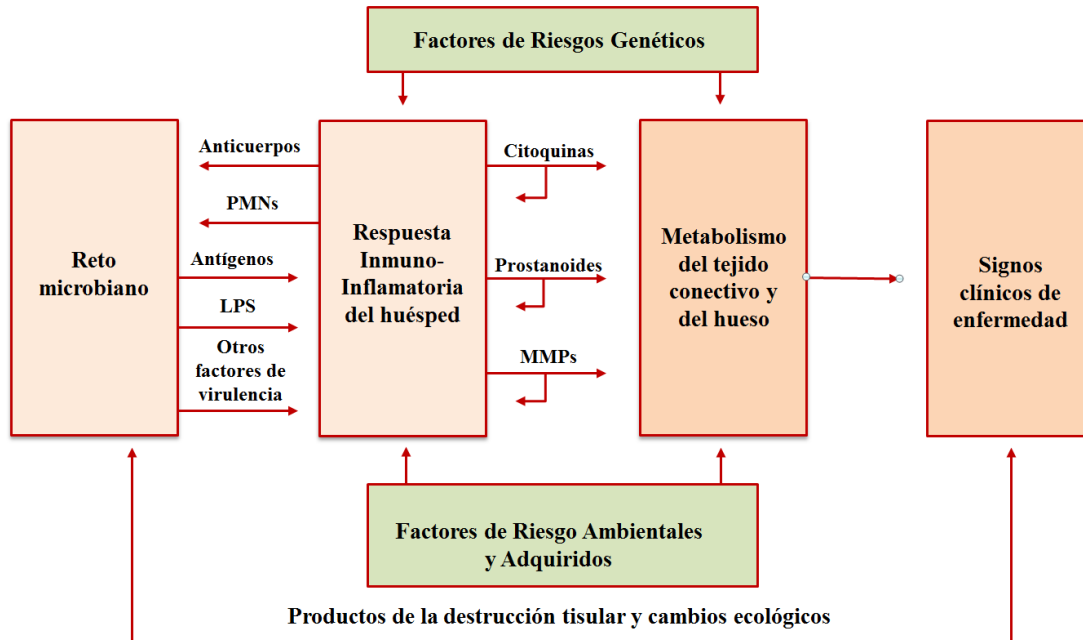 Factores de Riesgos Genéticos
Reto
microbiano
Anticuerpos
PMNs
Antígenos
LPS
Otros
factores de
virulencia
Respuesta
Inmuno-
Inflamatoria
del huésped
Citoquinas
Prostanoides
MMPs
Metabolismo
del tejido
conectivo y
del hueso
Signos
clínicos de
enfermedad
Factores de Riesgo Ambientales
y Adquiridos
Productos de la destrucción tisular y cambios ecológicos